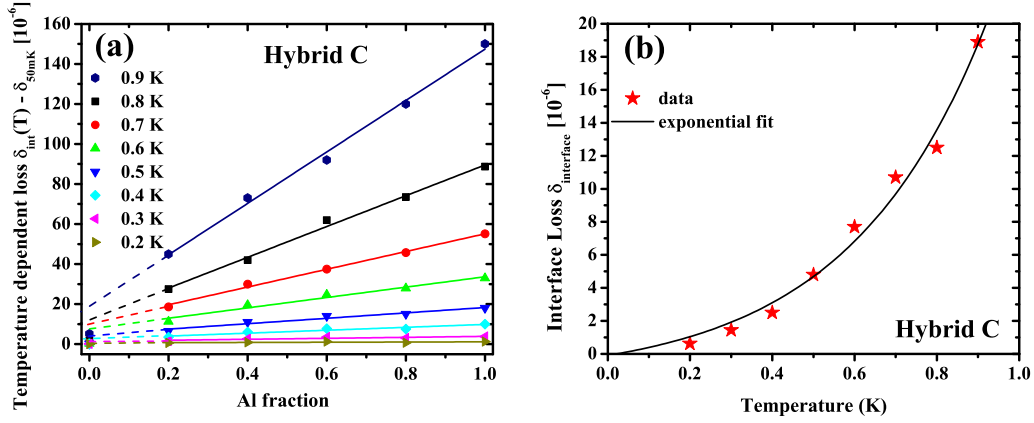 (a)
Hybrid C
Temperature dependent loss δint(T) - δ50mK [10⁻⁶]
160
140
120
100
80
60
40
20
0
0.9 K
0.8 K
0.7 K
0.6 K
0.5 K
0.4 K
0.3 K
0.2 K
0.0 0.2 0.4 0.6 0.8 1.0
Al fraction
(b)
Interface Loss δinterface [10⁻⁶]
20
18
16
14
12
10
8
6
4
2
0
data
exponential fit
Hybrid C
0.0 0.2 0.4 0.6 0.8 1.0
Temperature (K)